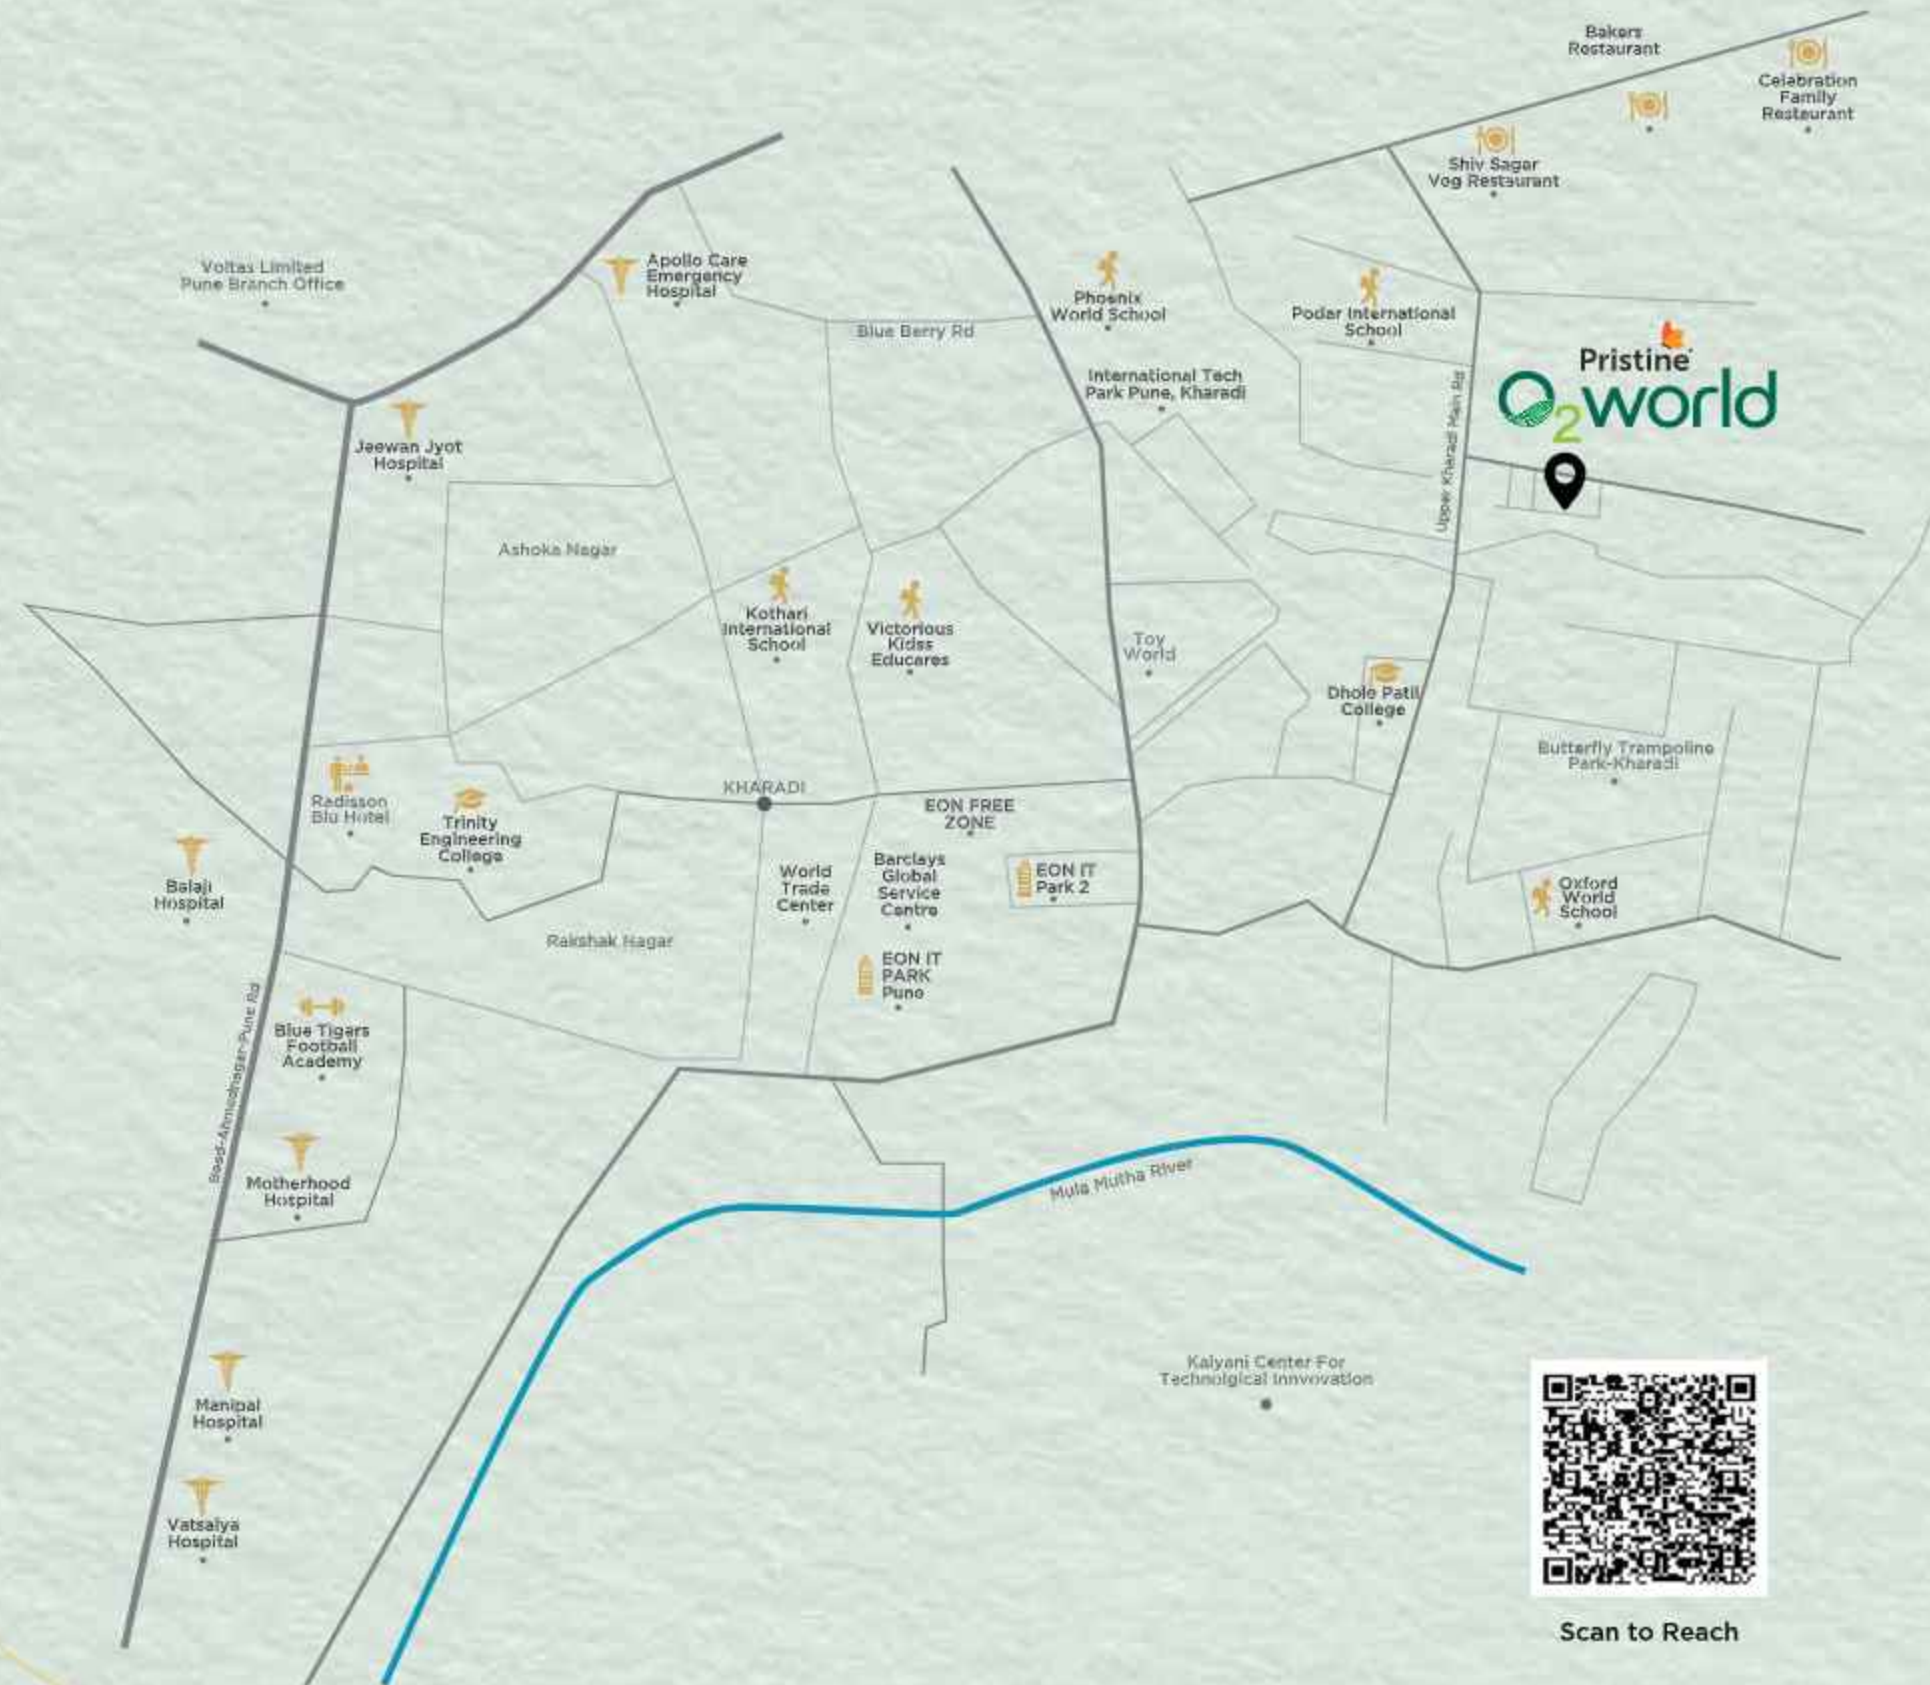 Bakers
Restaurant
Celebration
Family
Restaurant
Shiv Sagar
Veg Restaurant
Voltas Limited
Pune Branch Office
Apollo Care
Emergency
Hospital
Blue Berry Rd
Phoenix
World School
Podar International
School
Pristine
O2world
International Tech
Park Pune, Kharadi
Upper Kharadi Main Rd
Jeewan Jyot
Hospital
Ashoka Nagar
Kothari
International
School
Victorious
Kidss
Educares
Toy
World
Dhole Patil
College
Butterfly Trampoline
Park-Kharadi
KHARADI
Radisson
Blu Hotel
Trinity
Engineering
College
EON FREE
ZONE
Balaji
Hospital
World
Trade
Center
Barclays
Global
Service
Centre
EON IT
Park 2
Oxford
World
School
Rakshak Nagar
EON IT
PARK
Pune
Beed-Ahmednagar-Pune Rd
Blue Tigers
Football
Academy
Motherhood
Hospital
Mula Mutha River
Kalyani Center For
Technolgical Innvovation
Manipal
Hospital
Vatsalya
Hospital
Scan to Reach